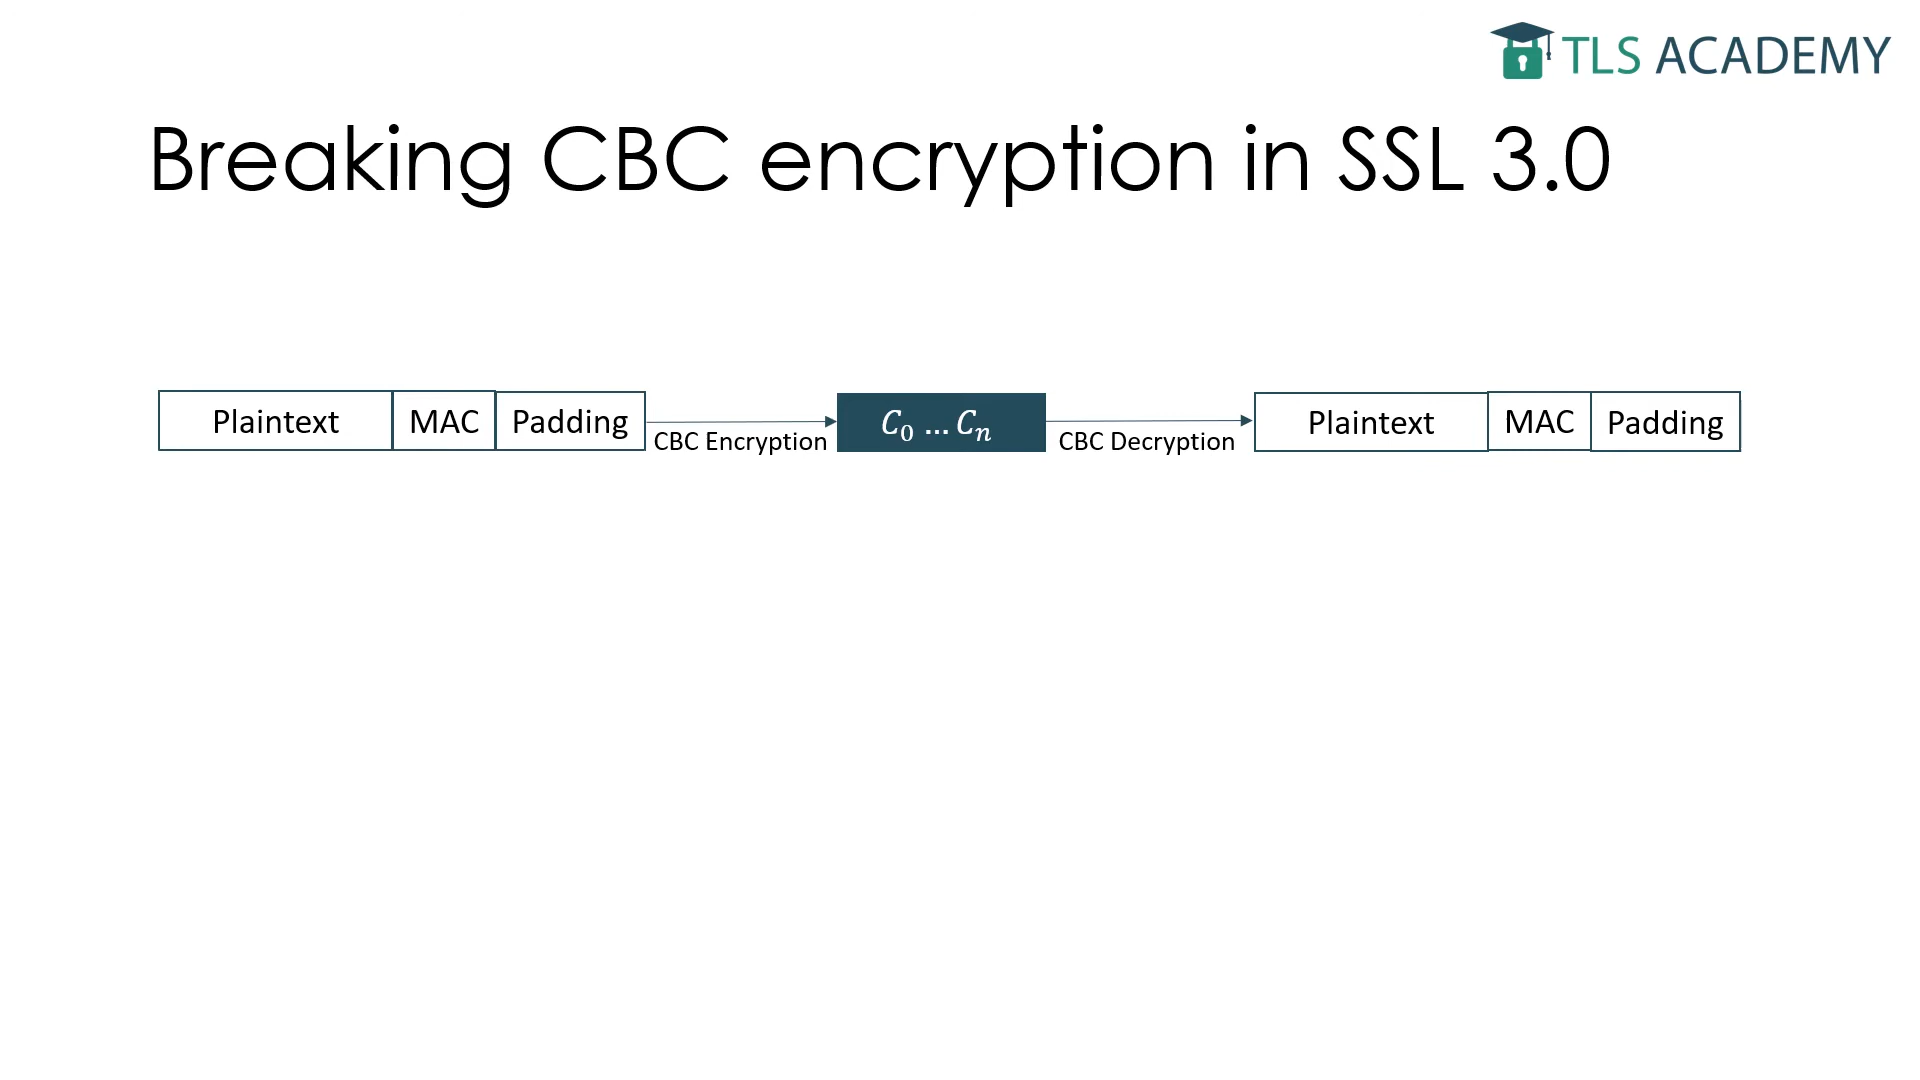 TLS ACADEMY
Breaking CBC encryption in SSL 3.0
Plaintext MAC Padding CBC Encryption C₀ … Cₙ CBC Decryption Plaintext MAC Padding